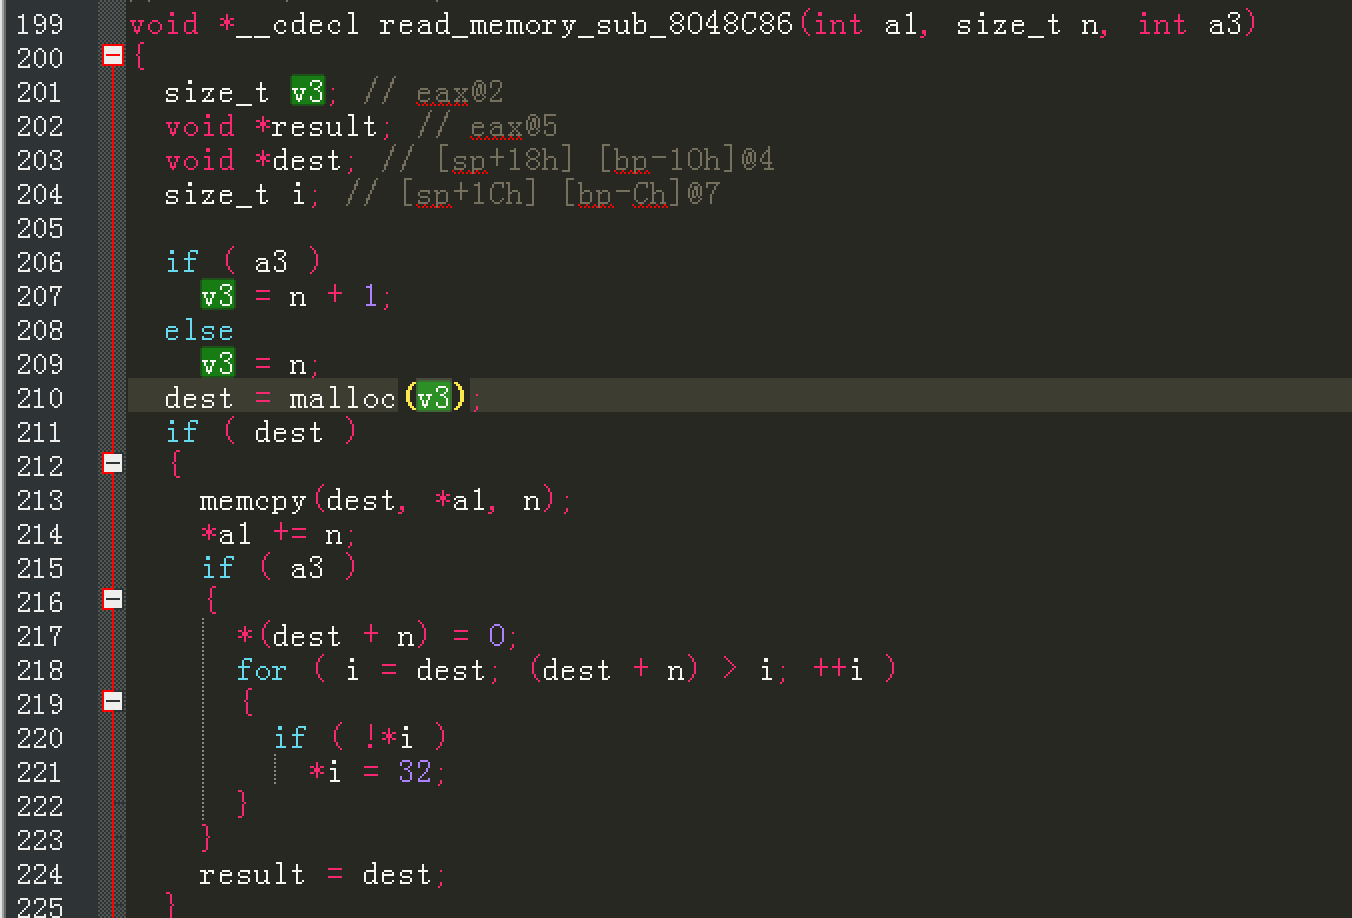 199 void *__cdecl read_memory_sub_8048C86(int a1, size_t n, int a3)
200 {
201 size_t v3; // eax@2
202 void *result; // eax@5
203 void *dest; // [sp+18h] [bp-10h]@4
204 size_t i; // [sp+1Ch] [bp-Ch]@7
205
206 if ( a3 )
207 v3 = n + 1;
208 else
209 v3 = n;
210 dest = malloc(v3);
211 if ( dest )
212 {
213 memcpy(dest, *a1, n);
214 *a1 += n;
215 if ( a3 )
216 {
217 *(dest + n) = 0;
218 for ( i = dest; (dest + n) > i; ++i )
219 {
220 if ( !*i )
221 *i = 32;
222 }
223 }
224 result = dest;
225 }